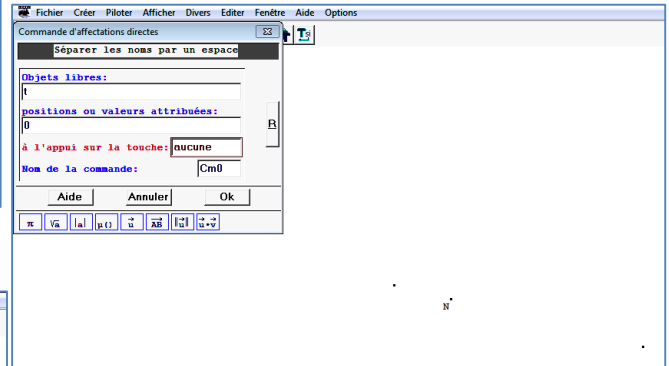 Fichier Créer Piloter Afficher Divers Editer Fenêtre Aide Options
Commande d'affectations directes
Séparer les noms par un espace
Objets libres:
t
positions ou valeurs attribuées:
0
R
à l'appui sur la touche: aucune
Nom de la commande: Cm0
Aide Annuler Ok
π √a |a| μ() u⃗ AB⃗ ‖u⃗‖ u⃗·v⃗
N